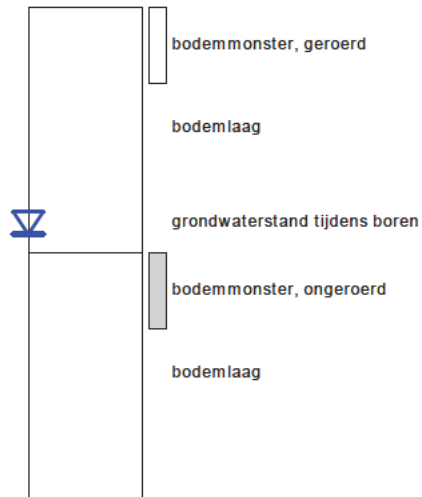 bodemmonster, geroerd
bodemlaag
grondwaterstand tijdens boren
bodemmonster, ongeroerd
bodemlaag